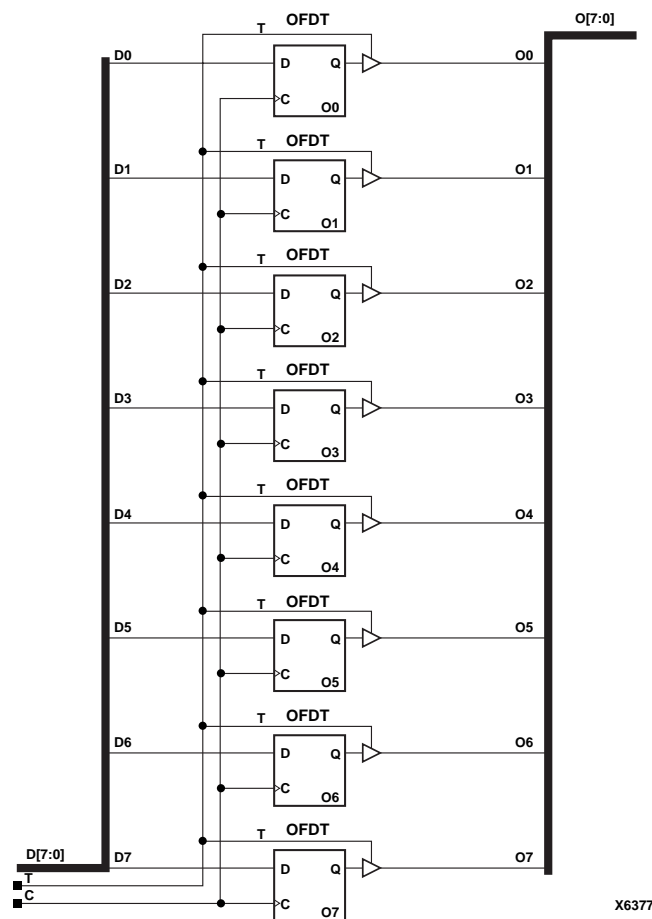 OFDT O[7:0]
T
D0 D Q O0
C O0
OFDT
T
D1 D Q O1
C O1
OFDT
T
D2 D Q O2
C O2
OFDT
T
D3 D Q O3
C O3
OFDT
T
D4 D Q O4
C O4
OFDT
T
D5 D Q O5
C O5
OFDT
T
D6 D Q O6
C O6
OFDT
T
D[7:0] D7 D Q O7
T
C C O7
X6377